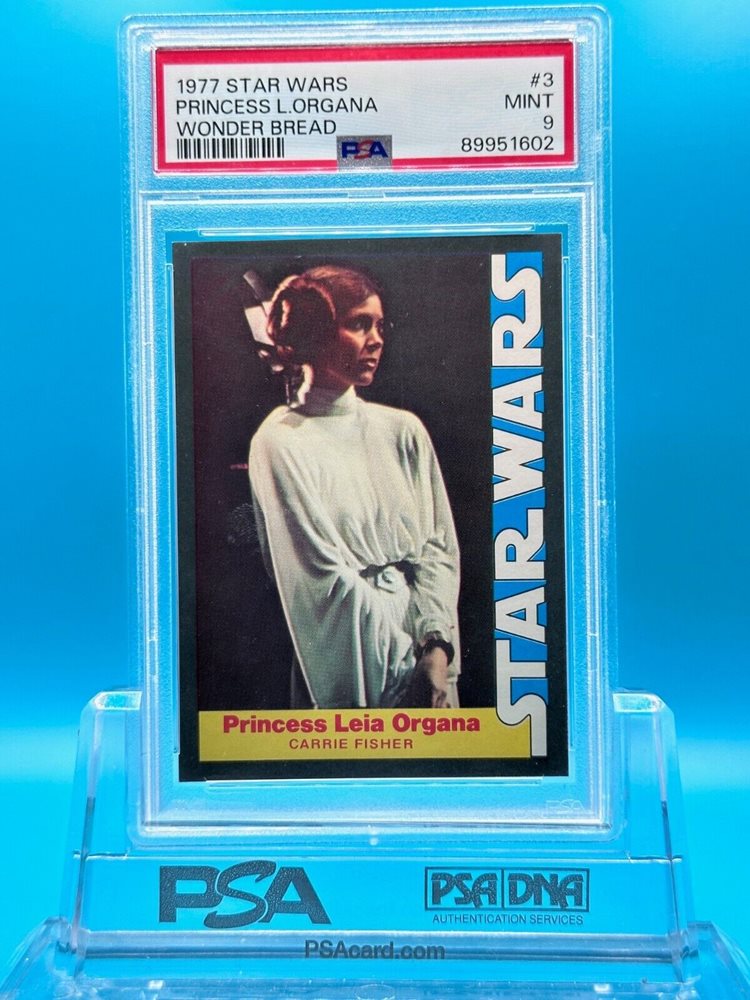 1977 STAR WARS
#3
PRINCESS L.ORGANA
MINT
WONDER BREAD
9
PSA
89951602
STAR WARS
Princess Leia Organa
CARRIE FISHER
PSA
PSA
PSA DNA
AUTHENTICATION SERVICES
PSAcard.com